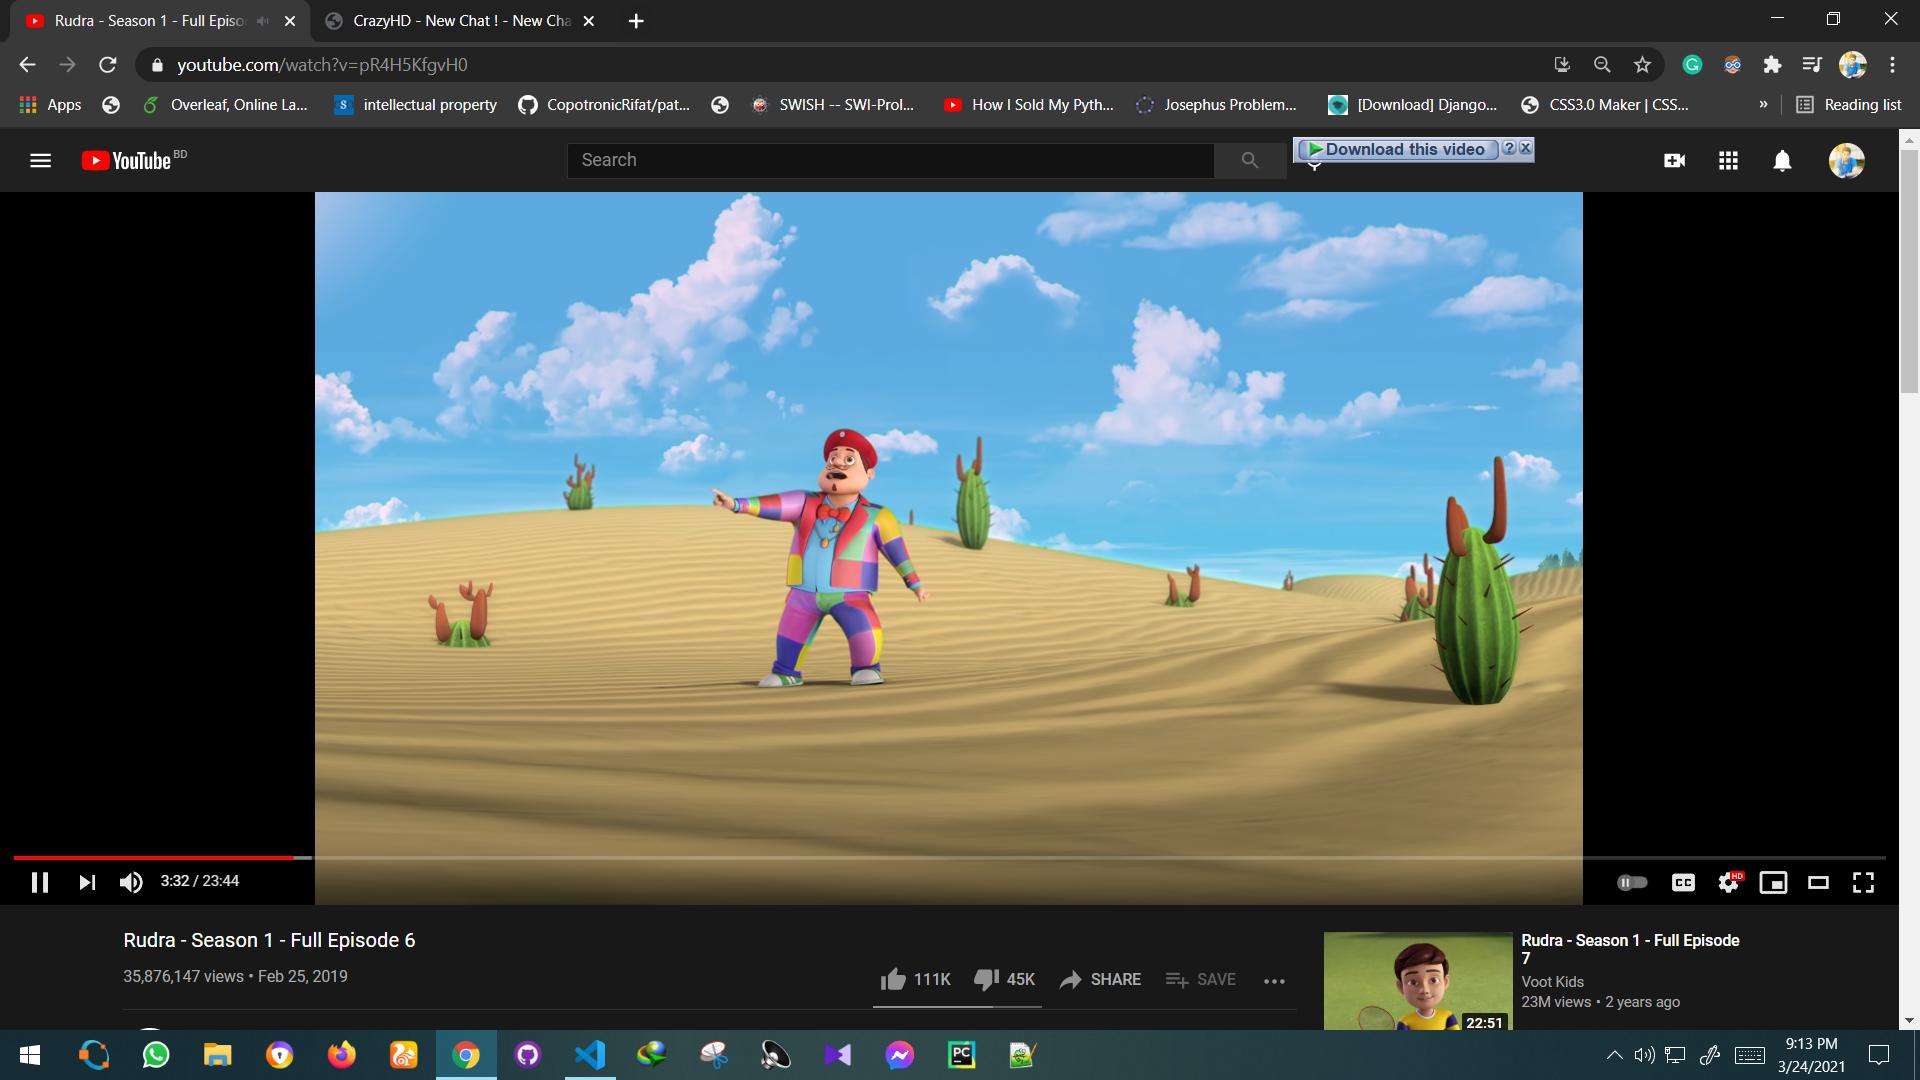 Rudra - Season 1 - Full Episo
CrazyHD - New Chat ! - New Cha
youtube.com/watch?v=pR4H5KfgvH0
Apps
Overleaf, Online La...
intellectual property
CopotronicRifat/pat...
SWISH -- SWI-Prol...
How I Sold My Pyth...
Josephus Problem...
[Download] Django...
CSS3.0 Maker | CSS...
»
Reading list
YouTube BD
Search
Download this video
3:32 / 23:44
CC
HD
Rudra - Season 1 - Full Episode 6
35,876,147 views • Feb 25, 2019
111K
45K
SHARE
SAVE
22:51
Rudra - Season 1 - Full Episode
7
Voot Kids
23M views • 2 years ago
PC
9:13 PM
3/24/2021